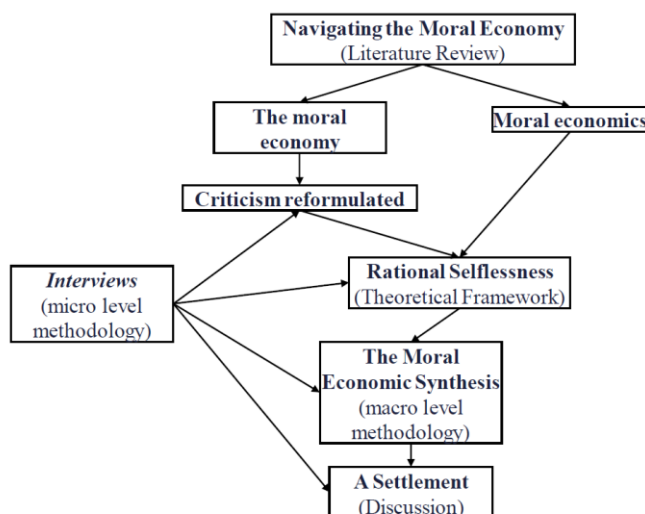 Navigating the Moral Economy
(Literature Review)
The moral
economy
Moral economics
Criticism reformulated
Interviews
(micro level
methodology)
Rational Selflessness
(Theoretical Framework)
The Moral
Economic Synthesis
(macro level
methodology)
A Settlement
(Discussion)